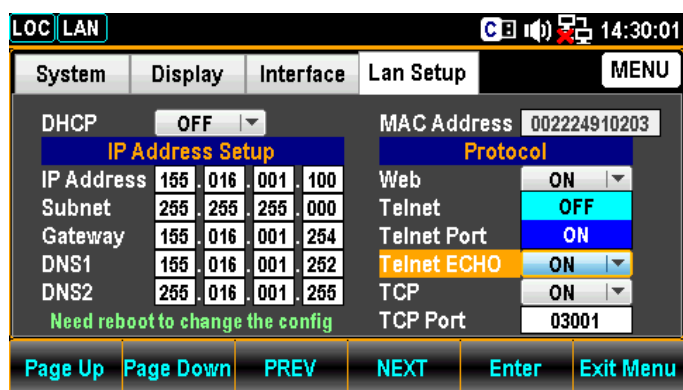 LOC LAN C 14:30:01
System Display Interface Lan Setup MENU
DHCP OFF
IP Address Setup
IP Address 155 . 016 . 001 . 100
Subnet 255 . 255 . 255 . 000
Gateway 155 . 016 . 001 . 254
DNS1 155 . 016 . 001 . 252
DNS2 255 . 016 . 001 . 255
Need reboot to change the config
MAC Address 002224910203
Protocol
Web ON
Telnet OFF
Telnet Port ON
Telnet ECHO ON
TCP ON
TCP Port 03001
Page Up Page Down PREV NEXT Enter Exit Menu